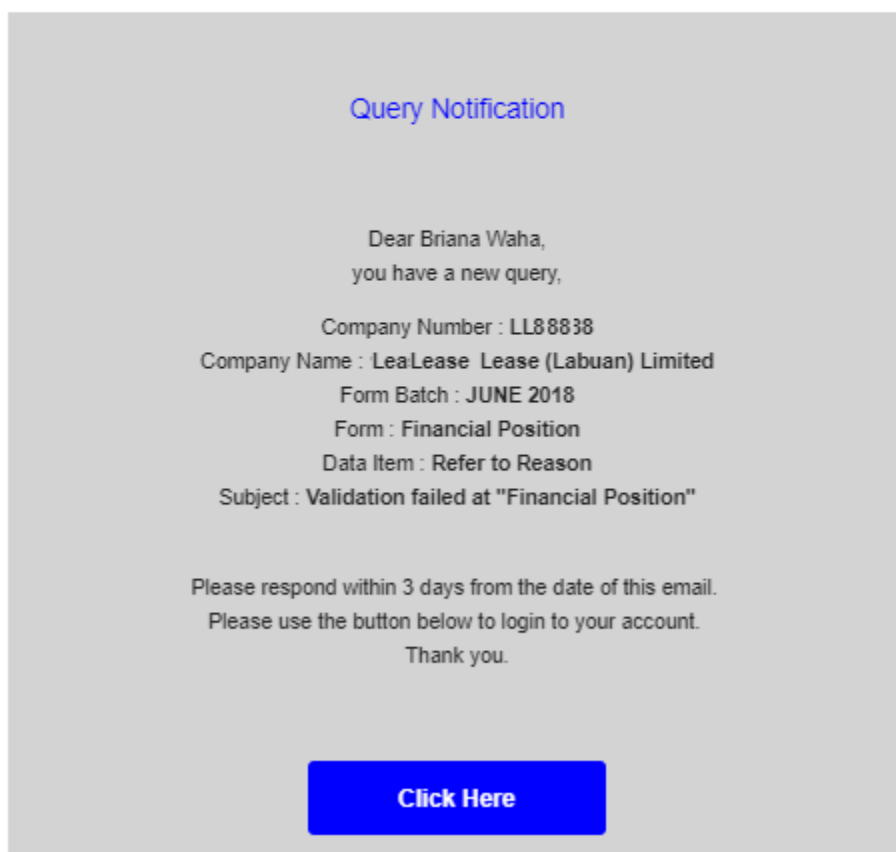 Query Notification
Dear Briana Waha,
you have a new query,
Company Number : LL88838
Company Name : LeaLease Lease (Labuan) Limited
Form Batch : JUNE 2018
Form : Financial Position
Data Item : Refer to Reason
Subject : Validation failed at "Financial Position"
Please respond within 3 days from the date of this email.
Please use the button below to login to your account.
Thank you.
Click Here